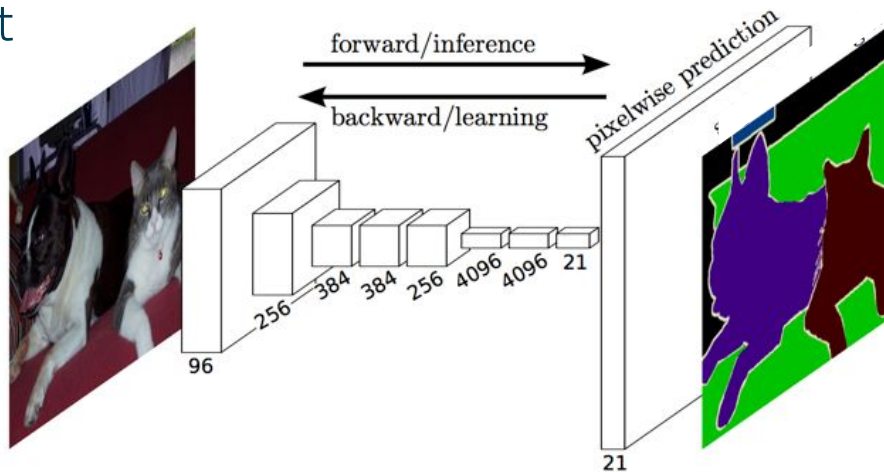 t
forward/inference
backward/learning
pixelwise prediction
96
256
384
384
256
4096
4096
21
21